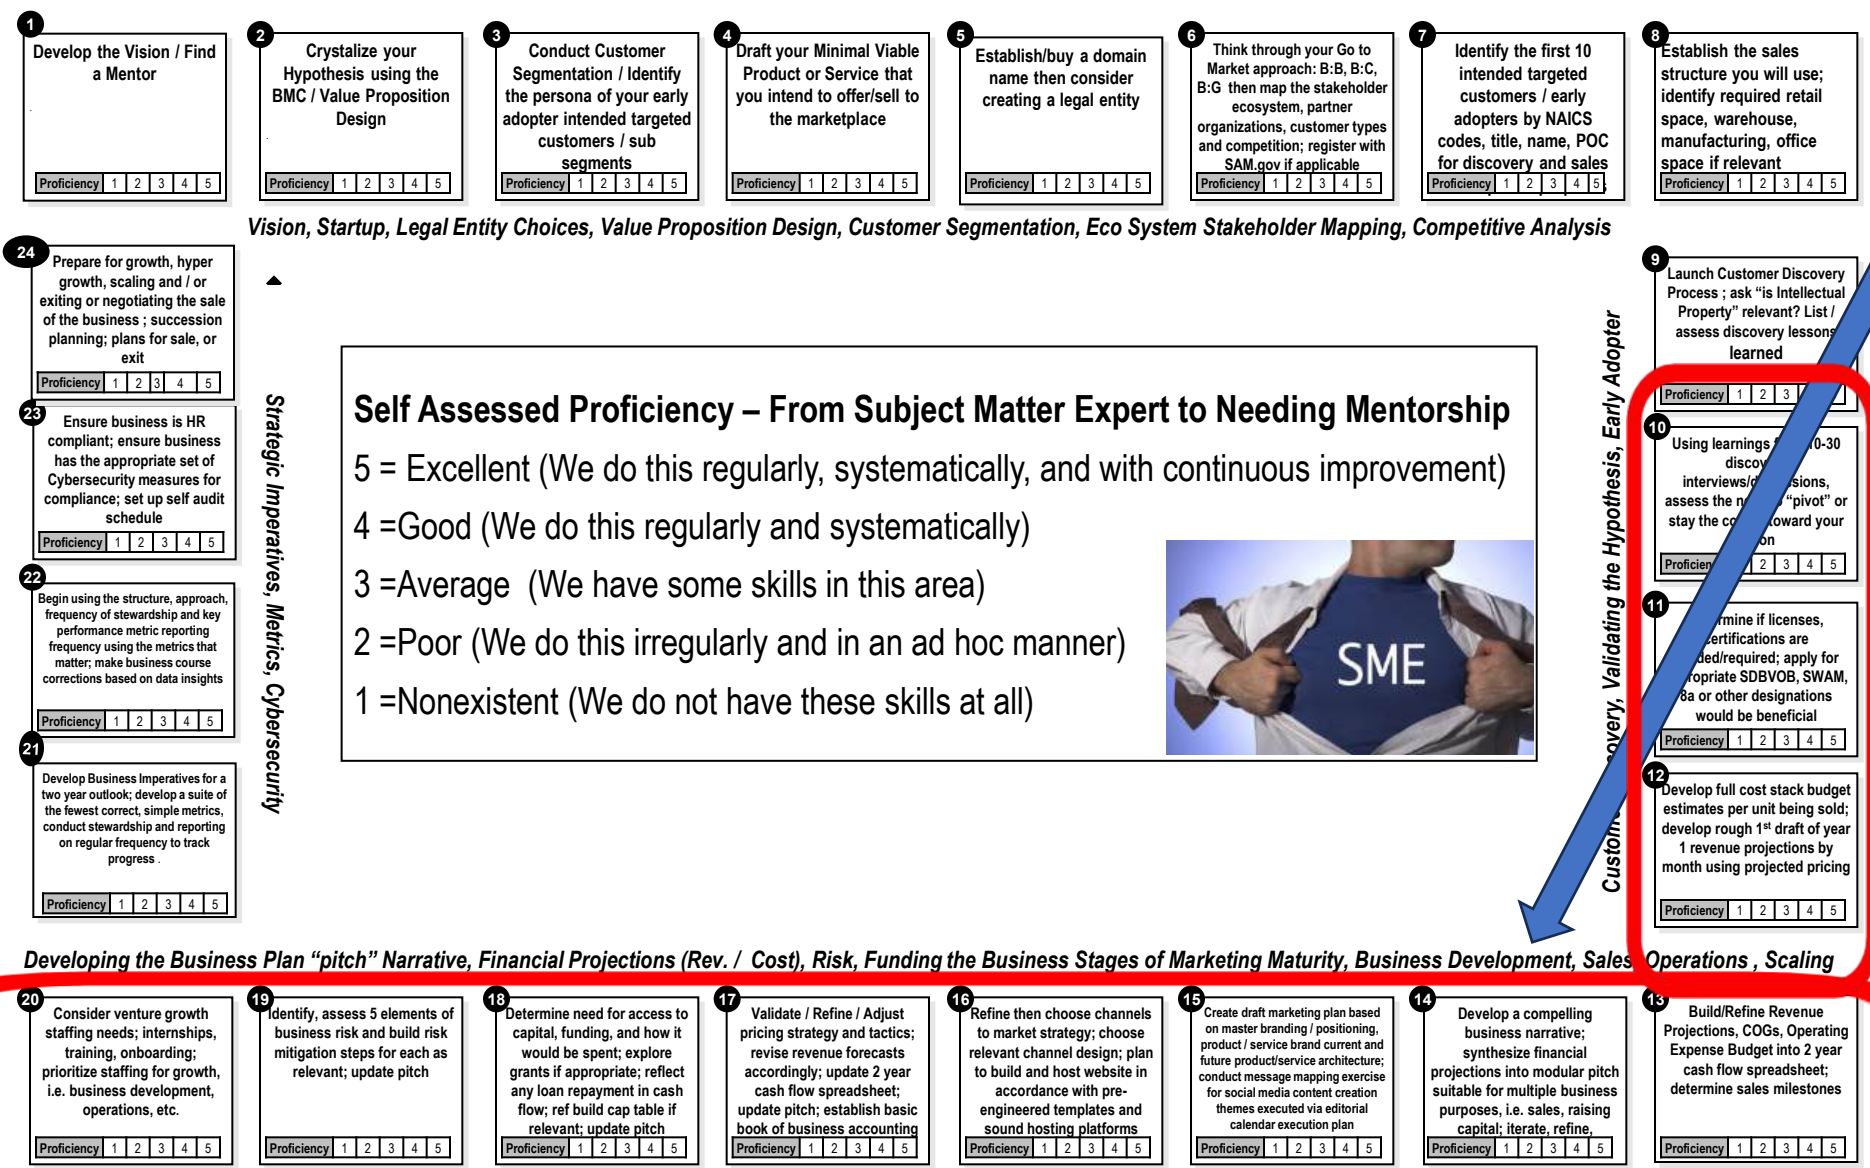 1
Develop the Vision / Find
a Mentor
Proficiency 1 2 3 4 5
2
Crystalize your
Hypothesis using the
BMC / Value Proposition
Design
Proficiency 1 2 3 4 5
3
Conduct Customer
Segmentation / Identify
the persona of your early
adopter intended targeted
customers / sub
segments
Proficiency 1 2 3 4 5
4
Draft your Minimal Viable
Product or Service that
you intend to offer/sell to
the marketplace
Proficiency 1 2 3 4 5
5
Establish/buy a domain
name then consider
creating a legal entity
Proficiency 1 2 3 4 5
6
Think through your Go to
Market approach: B:B, B:C,
B:G then map the stakeholder
ecosystem, partner
organizations, customer types
and competition; register with
SAM.gov if applicable
Proficiency 1 2 3 4 5
7
Identify the first 10
intended targeted
customers / early
adopters by NAICS
codes, title, name, POC
for discovery and sales
Proficiency 1 2 3 4 5
8
Establish the sales
structure you will use;
identify required retail
space, warehouse,
manufacturing, office
space if relevant
Proficiency 1 2 3 4 5
Vision, Startup, Legal Entity Choices, Value Proposition Design, Customer Segmentation, Eco System Stakeholder Mapping, Competitive Analysis
9
Launch Customer Discovery
Process ; ask “is Intellectual
Property” relevant? List /
assess discovery lessons
learned
Proficiency 1 2 3 5
10
Using learnings 10-30
interviews/
assess the “pivot” or
stay the toward your
2 3 4 5
11
if licenses,
certifications are
apply for
SDBVOB, SWAM,
8a or other designations
would be beneficial
Proficiency 1 2 3 4 5
12
Develop full cost stack budget
estimates per unit being sold;
develop rough 1st draft of year
1 revenue projections by
month using projected pricing
Proficiency 1 2 3 4 5
Validating the Hypothesis, Early Adopter
Self Assessed Proficiency – From Subject Matter Expert to Needing Mentorship
5 = Excellent (We do this regularly, systematically, and with continuous improvement)
4 =Good (We do this regularly and systematically)
3 =Average (We have some skills in this area)
2 =Poor (We do this irregularly and in an ad hoc manner)
1 =Nonexistent (We do not have these skills at all)
SME
24
Prepare for growth, hyper
growth, scaling and / or
exiting or negotiating the sale
of the business ; succession
planning; plans for sale, or
exit
Proficiency 1 2 3 4 5
23
Ensure business is HR
compliant; ensure business
has the appropriate set of
Cybersecurity measures for
compliance; set up self audit
schedule
Proficiency 1 2 3 4 5
22
Begin using the structure, approach,
frequency of stewardship and key
performance metric reporting
frequency using the metrics that
matter; make business course
corrections based on data insights
Proficiency 1 2 3 4 5
21
Develop Business Imperatives for a
two year outlook; develop a suite of
the fewest correct, simple metrics,
conduct stewardship and reporting
on regular frequency to track
progress .
Proficiency 1 2 3 4 5
Strategic Imperatives, Metrics, Cybersecurity
Developing the Business Plan “pitch” Narrative, Financial Projections (Rev. / Cost), Risk, Funding the Business Stages of Marketing Maturity, Business Development, Sales Operations , Scaling
20
Consider venture growth
staffing needs; internships,
training, onboarding;
prioritize staffing for growth,
i.e. business development,
operations, etc.
Proficiency 1 2 3 4 5
19
Identify, assess 5 elements of
business risk and build risk
mitigation steps for each as
relevant; update pitch
Proficiency 1 2 3 4 5
18
Determine need for access to
capital, funding, and how it
would be spent; explore
grants if appropriate; reflect
any loan repayment in cash
flow; ref build cap table if
relevant; update pitch
Proficiency 1 2 3 4 5
17
Validate / Refine / Adjust
pricing strategy and tactics;
revise revenue forecasts
accordingly; update 2 year
cash flow spreadsheet;
update pitch; establish basic
book of business accounting
Proficiency 1 2 3 4 5
16
Refine then choose channels
to market strategy; choose
relevant channel design; plan
to build and host website in
accordance with pre-
engineered templates and
sound hosting platforms
Proficiency 1 2 3 4 5
15
Create draft marketing plan based
on master branding / positioning,
product / service brand current and
future product/service architecture;
conduct message mapping exercise
for social media content creation
themes executed via editorial
calendar execution plan
Proficiency 1 2 3 4 5
14
Develop a compelling
business narrative;
synthesize financial
projections into modular pitch
suitable for multiple business
purposes, i.e. sales, raising
capital; iterate, refine,
Proficiency 1 2 3 4 5
13
Build/Refine Revenue
Projections, COGs, Operating
Expense Budget into 2 year
cash flow spreadsheet;
determine sales milestones
Proficiency 1 2 3 4 5